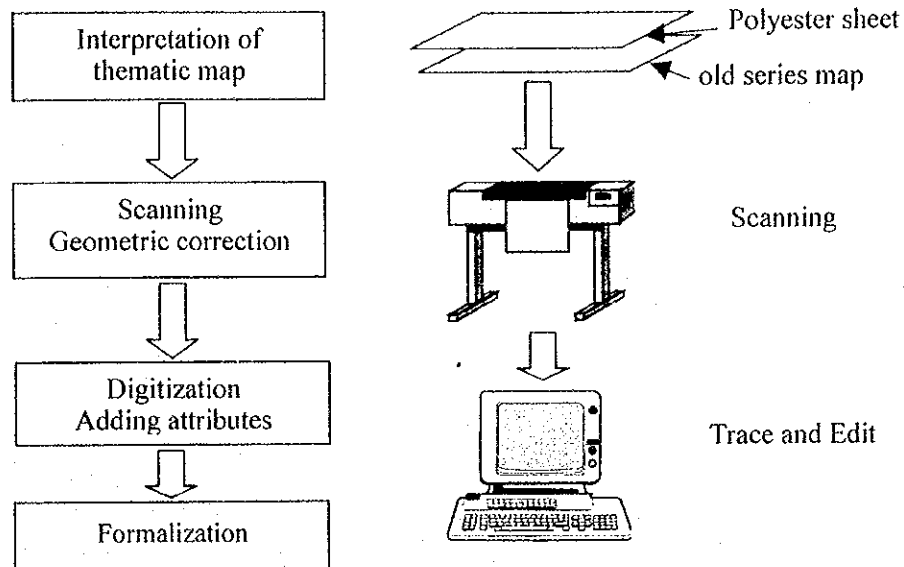 Interpretation of
thematic map
Polyester sheet
old series map
Scanning
Geometric correction
Scanning
Digitization
Adding attributes
Trace and Edit
Formalization